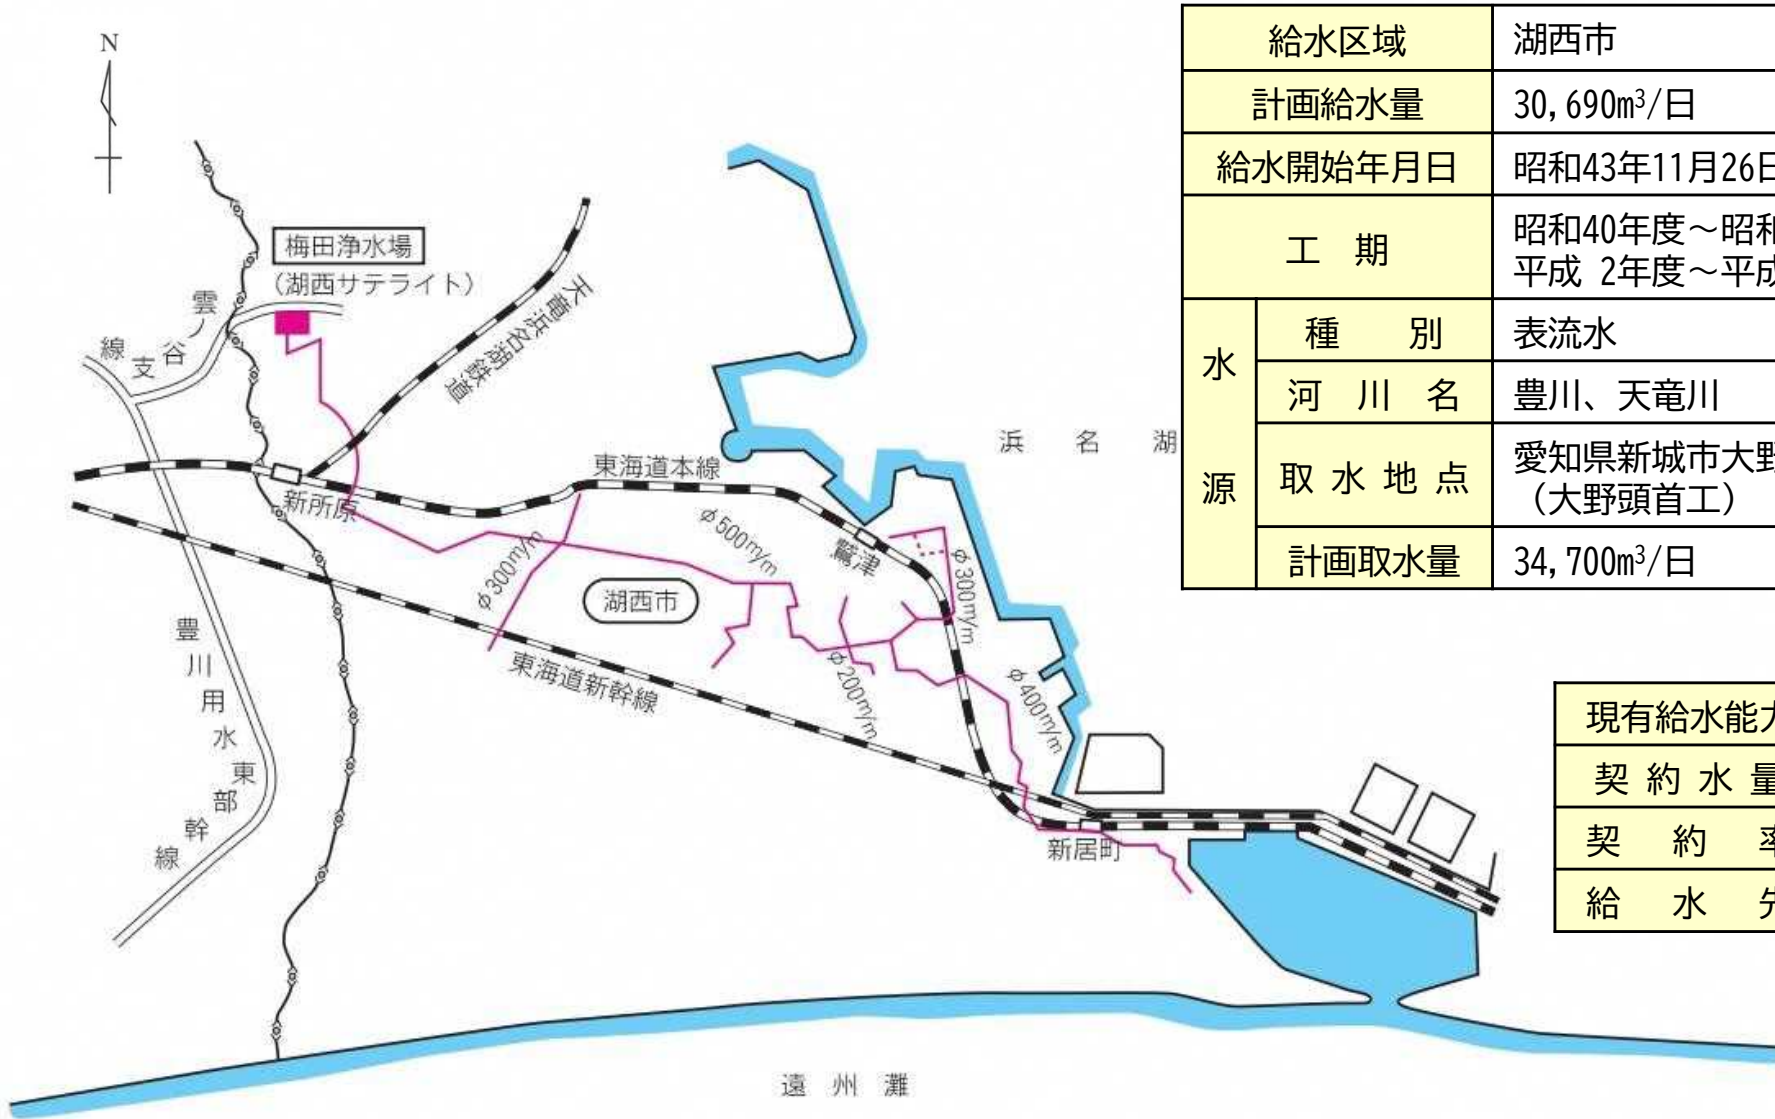 N
梅田浄水場
（湖西サテライト）
雲ノ谷支線
天竜浜名湖鉄道
新所原
東海道本線
浜名湖
鷲津
φ500m/m
φ300m/m
φ300m/m
湖西市
東海道新幹線
φ200m/m
φ400m/m
豊川用水東部幹線
新居町
遠州灘
給水区域 湖西市
計画給水量 30,690m³/日
給水開始年月日 昭和43年11月26日
工期 昭和40年度～昭和
平成 2年度～平成
水源
種別 表流水
河川名 豊川、天竜川
取水地点 愛知県新城市大野
（大野頭首工）
計画取水量 34,700m³/日
現有給水能力
契約水量
契約率
給水先